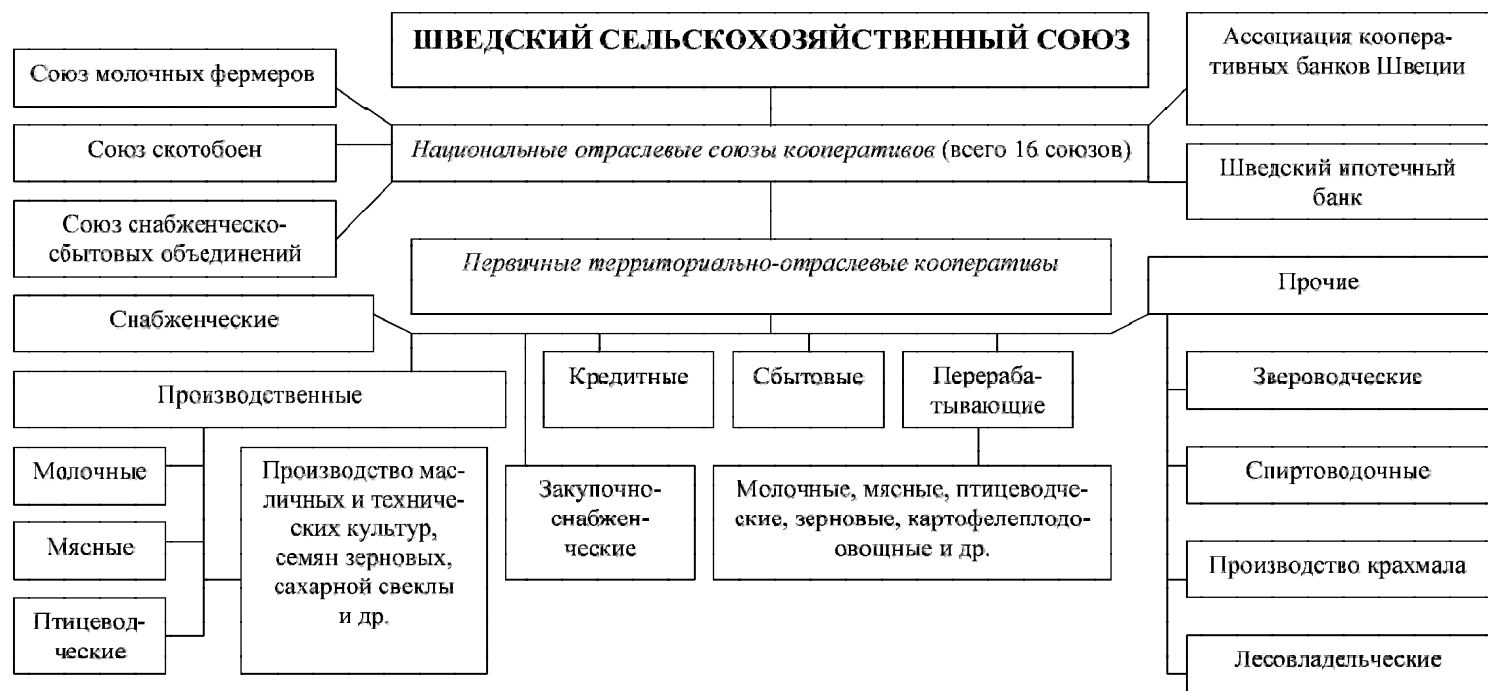 ШВЕДСКИЙ СЕЛЬСКОХОЗЯЙСТВЕННЫЙ СОЮЗ
Ассоциация коопера-
тивных банков Швеции
Союз молочных фермеров
Союз скотобоен
Национальные отраслевые союзы кооперативов (всего 16 союзов)
Шведский ипотечный
банк
Союз снабженческо-
сбытовых объединений
Первичные территориально-отраслевые кооперативы
Прочие
Снабженческие
Производственные
Кредитные
Сбытовые
Перераба-
тывающие
Звероводческие
Молочные
Мясные
Птицевод-
ческие
Производство мас-
личных и техниче-
ских культур,
семян зерновых,
сахарной свеклы
и др.
Закупочно-
снабжен-
ческие
Молочные, мясные, птицеводче-
ские, зерновые, картофелеплодо-
овощные и др.
Спиртоводочные
Производство крахмала
Лесовладельческие